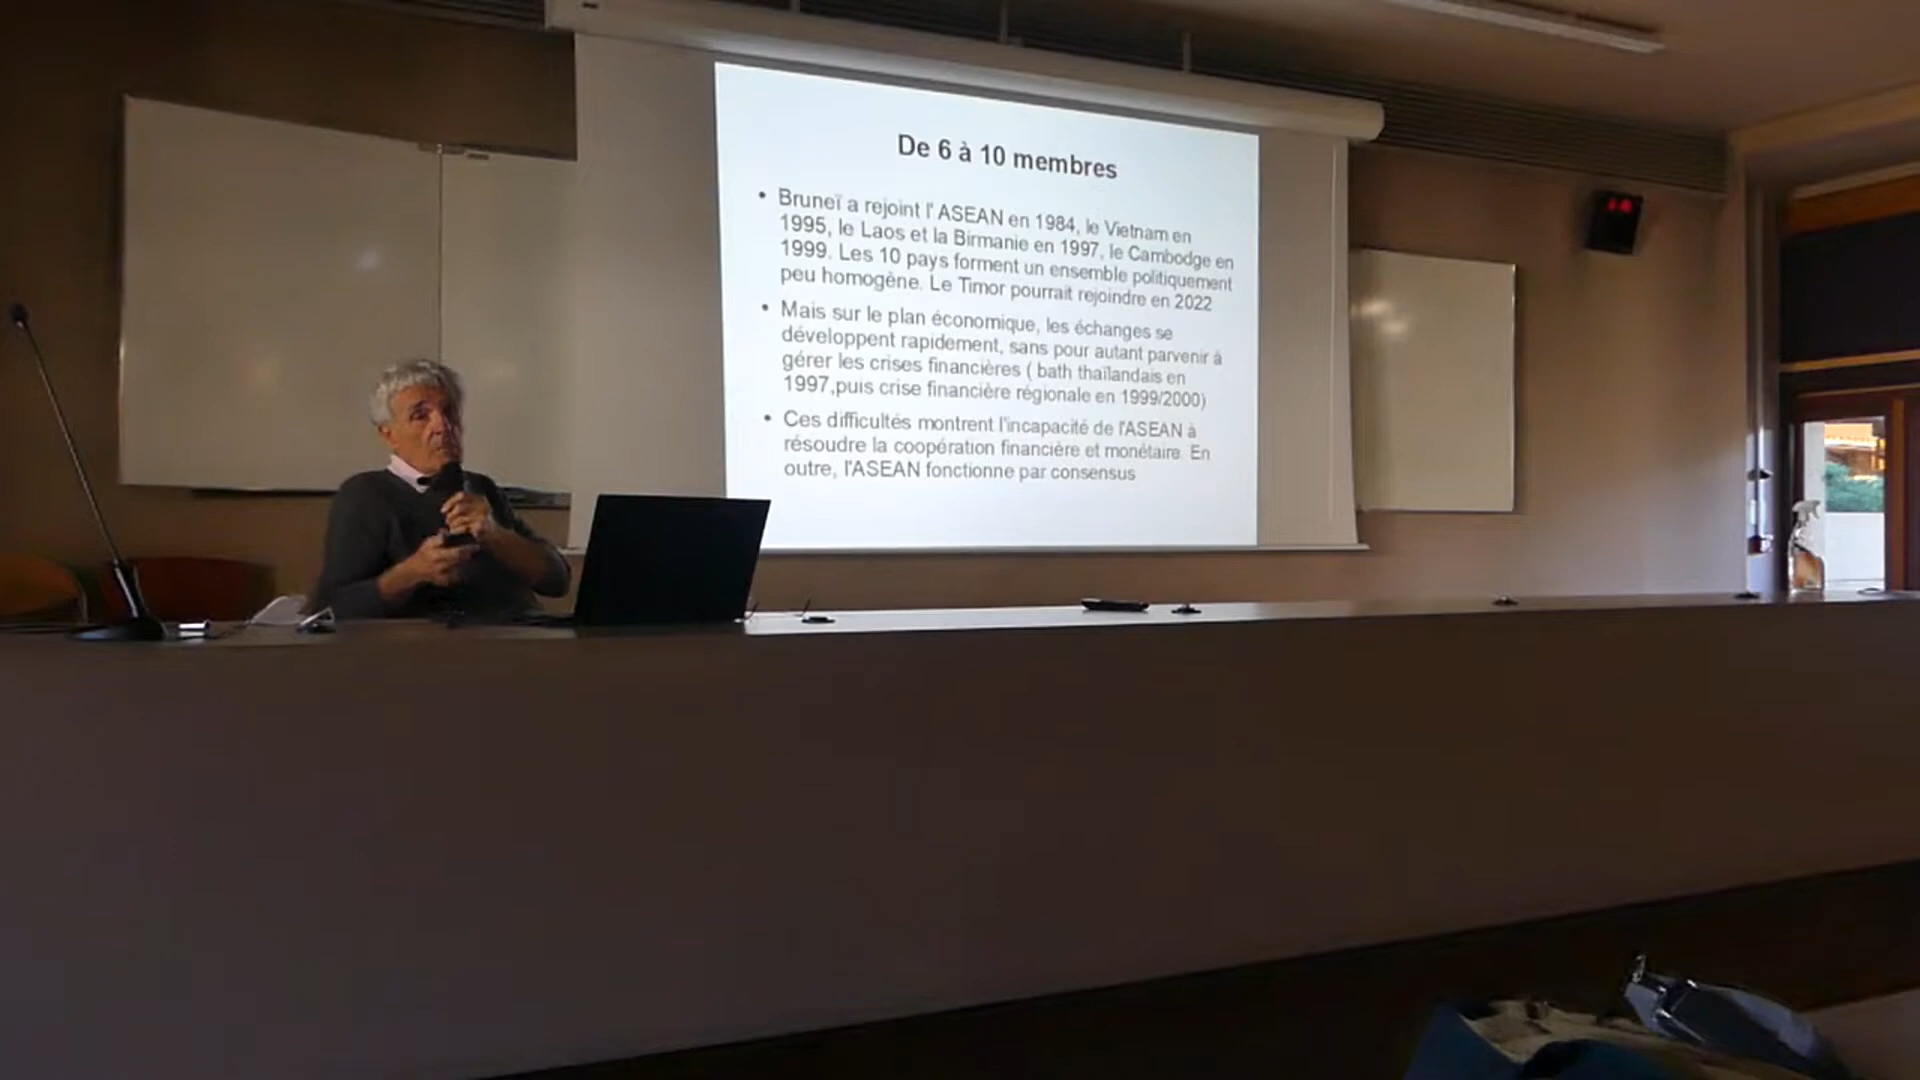 De 6 à 10 membres
• Bruneï a rejoint l' ASEAN en 1984, le Vietnam en
1995, le Laos et la Birmanie en 1997, le Cambodge en
1999. Les 10 pays forment un ensemble politiquement
peu homogène. Le Timor pourrait rejoindre en 2022
• Mais sur le plan économique, les échanges se
développent rapidement, sans pour autant parvenir à
gérer les crises financières ( bath thaïlandais en
1997,puis crise financière régionale en 1999/2000)
• Ces difficultés montrent l'incapacité de l'ASEAN à
résoudre la coopération financière et monétaire. En
outre, l'ASEAN fonctionne par consensus